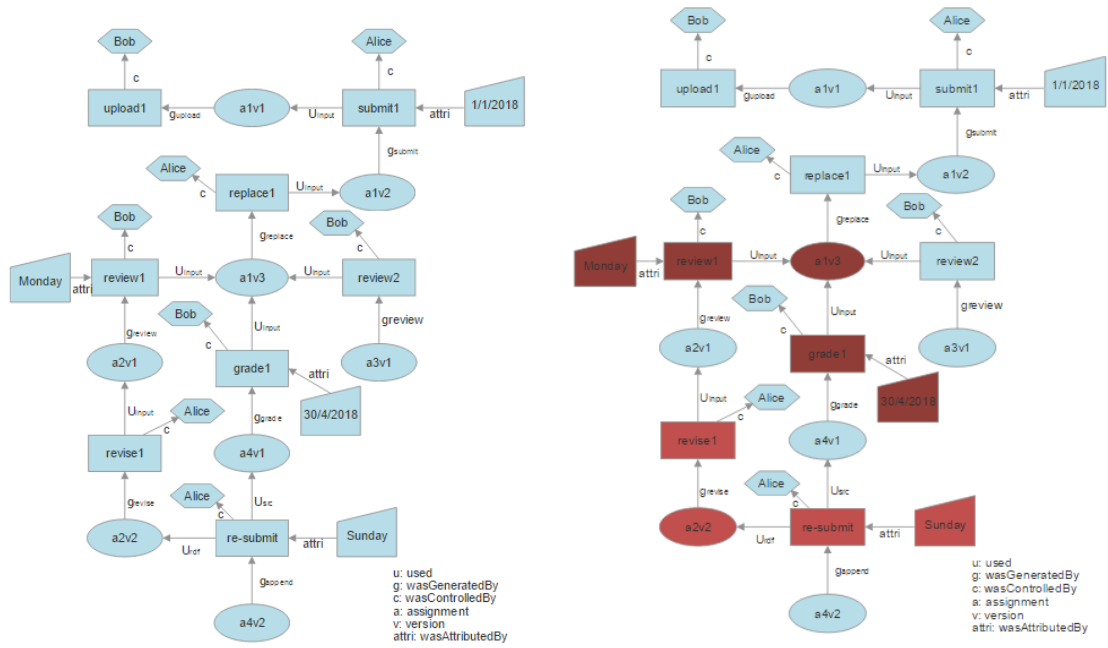 Bob
Alice
c
c
upload1
gupload
a1v1
Uinput
submit1
attri
1/1/2018
gsubmit
Alice
c
replace1
Uinput
a1v2
Bob
Bob
c
greplace
c
Monday
attri
review1
Uinput
a1v3
Uinput
review2
greview
Bob
Uinput
greview
c
a2v1
grade1
attri
a3v1
Uinput
Alice
ggrade
30/4/2018
c
revise1
a4v1
grevise
Alice
Usrc
c
a2v2
Urdf
re-submit
attri
Sunday
gappend
a4v2
u: used
g: wasGeneratedBy
c: wasControlledBy
a: assignment
v: version
attri: wasAttributedBy
Bob
Alice
c
c
upload1
gupload
a1v1
Uinput
submit1
attri
1/1/2018
gsubmit
Alice
c
replace1
Uinput
a1v2
Bob
Bob
c
greplace
c
Monday
attri
review1
Uinput
a1v3
Uinput
review2
greview
Bob
Uinput
greview
c
a2v1
grade1
attri
a3v1
Uinput
Alice
ggrade
30/4/2018
c
revise1
a4v1
grevise
Alice
Usrc
c
a2v2
Urdf
re-submit
attri
Sunday
gappend
a4v2
u: used
g: wasGeneratedBy
c: wasControlledBy
a: assignment
v: version
attri: wasAttributedBy